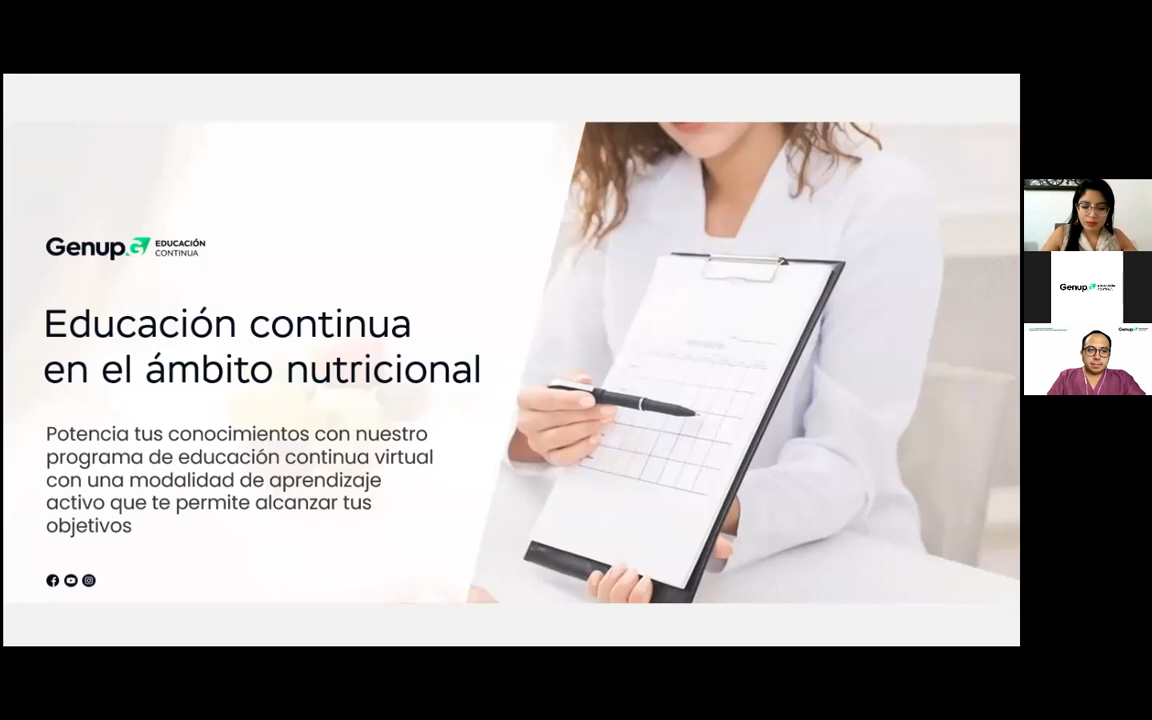 Genup EDUCACIÓN
CONTINUA
Educación continua
en el ámbito nutricional
Potencia tus conocimientos con nuestro
programa de educación continua virtual
con una modalidad de aprendizaje
activo que te permite alcanzar tus
objetivos
Genup
Genup